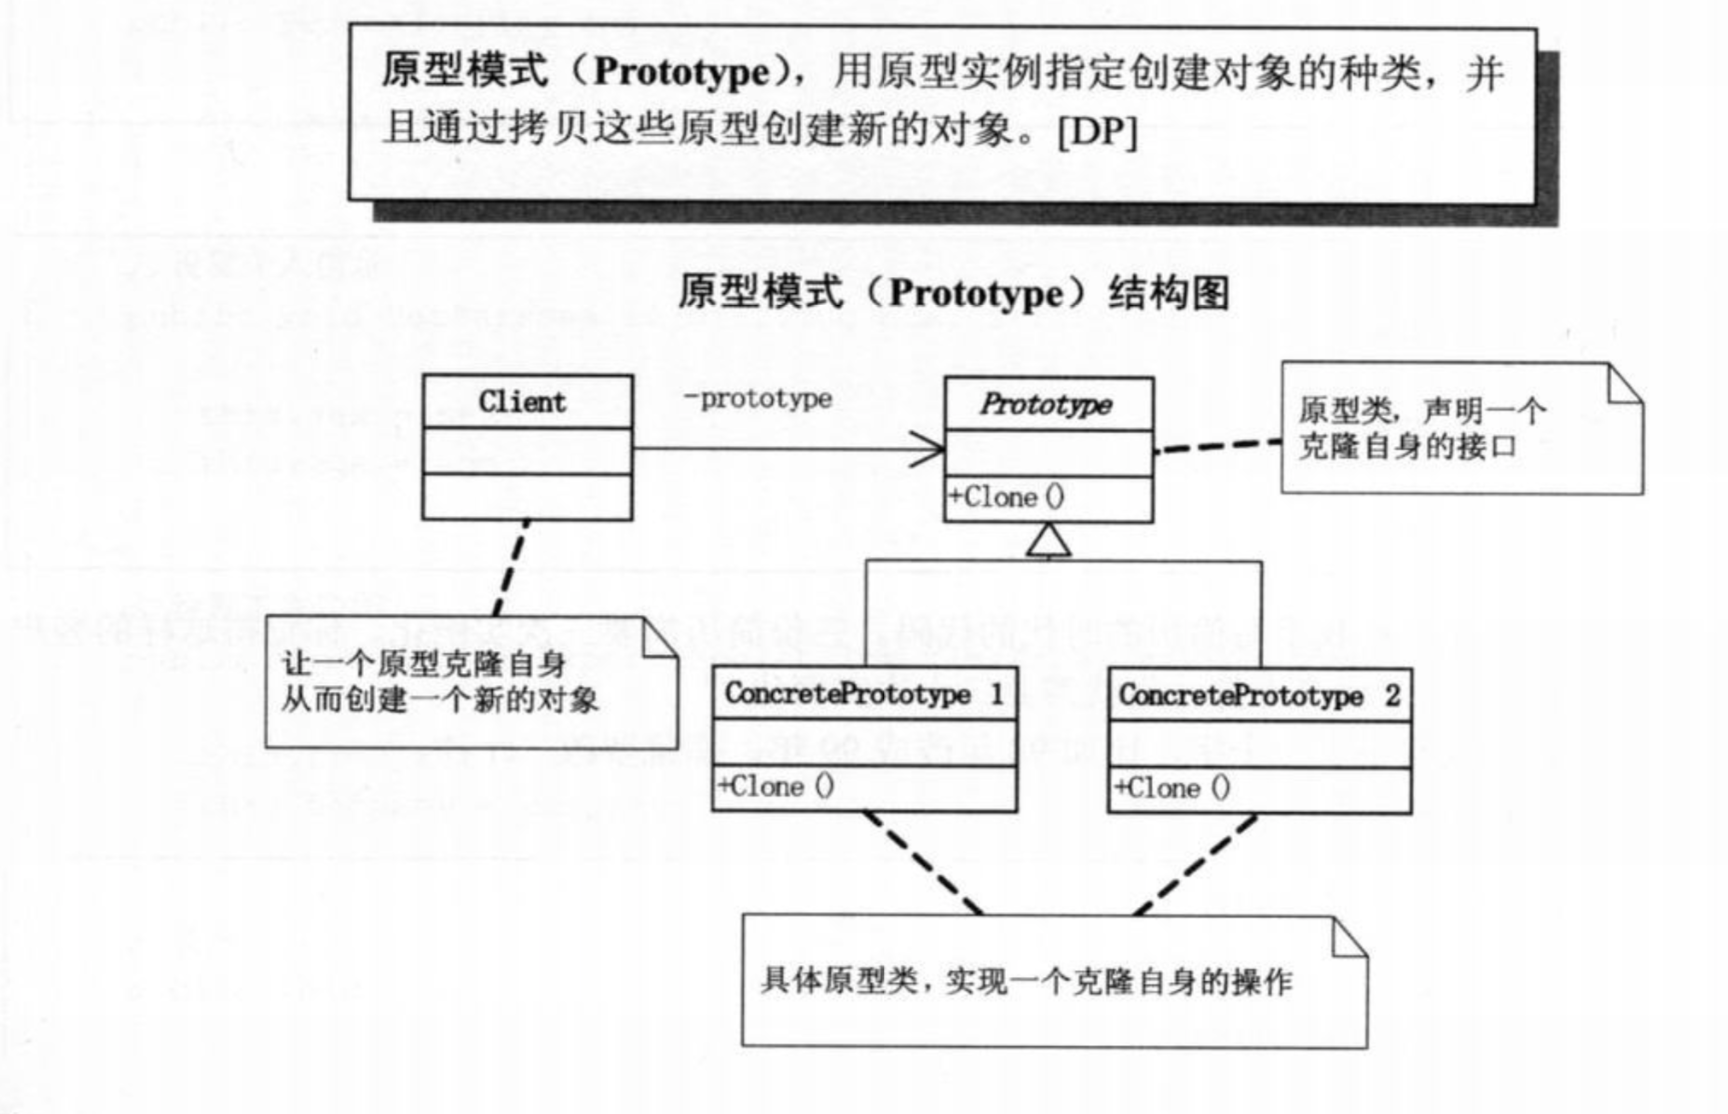 原型模式（Prototype），用原型实例指定创建对象的种类，并
且通过拷贝这些原型创建新的对象。[DP]
原型模式（Prototype）结构图
Client
-prototype
Prototype
+Clone()
原型类，声明一个
克隆自身的接口
让一个原型克隆自身
从而创建一个新的对象
ConcretePrototype 1
+Clone()
ConcretePrototype 2
+Clone()
具体原型类，实现一个克隆自身的操作